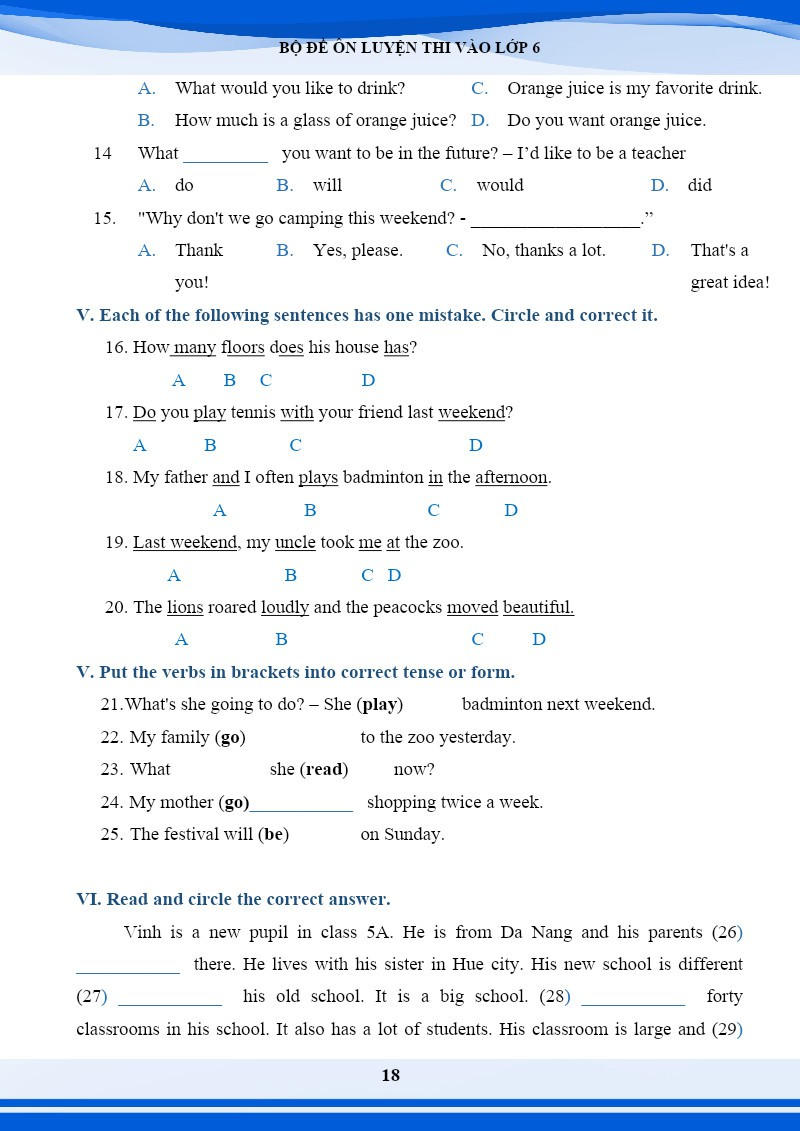 BỘ ĐỀ ÔN LUYỆN THI VÀO LỚP 6
A. What would you like to drink? C. Orange juice is my favorite drink.
B. How much is a glass of orange juice? D. Do you want orange juice.
14 What _________ you want to be in the future? – I’d like to be a teacher
A. do B. will C. would D. did
15. "Why don't we go camping this weekend? - __________________.”
A. Thank B. Yes, please. C. No, thanks a lot. D. That's a
you! great idea!
V. Each of the following sentences has one mistake. Circle and correct it.
16. How many floors does his house has?
A B C D
17. Do you play tennis with your friend last weekend?
A B C D
18. My father and I often plays badminton in the afternoon.
A B C D
19. Last weekend, my uncle took me at the zoo.
A B C D
20. The lions roared loudly and the peacocks moved beautiful.
A B C D
V. Put the verbs in brackets into correct tense or form.
21.What's she going to do? – She (play) badminton next weekend.
22. My family (go) to the zoo yesterday.
23. What she (read) now?
24. My mother (go)___________ shopping twice a week.
25. The festival will (be) on Sunday.
VI. Read and circle the correct answer.
Vinh is a new pupil in class 5A. He is from Da Nang and his parents (26)
___________ there. He lives with his sister in Hue city. His new school is different
(27) ___________ his old school. It is a big school. (28) ___________ forty
classrooms in his school. It also has a lot of students. His classroom is large and (29)
18